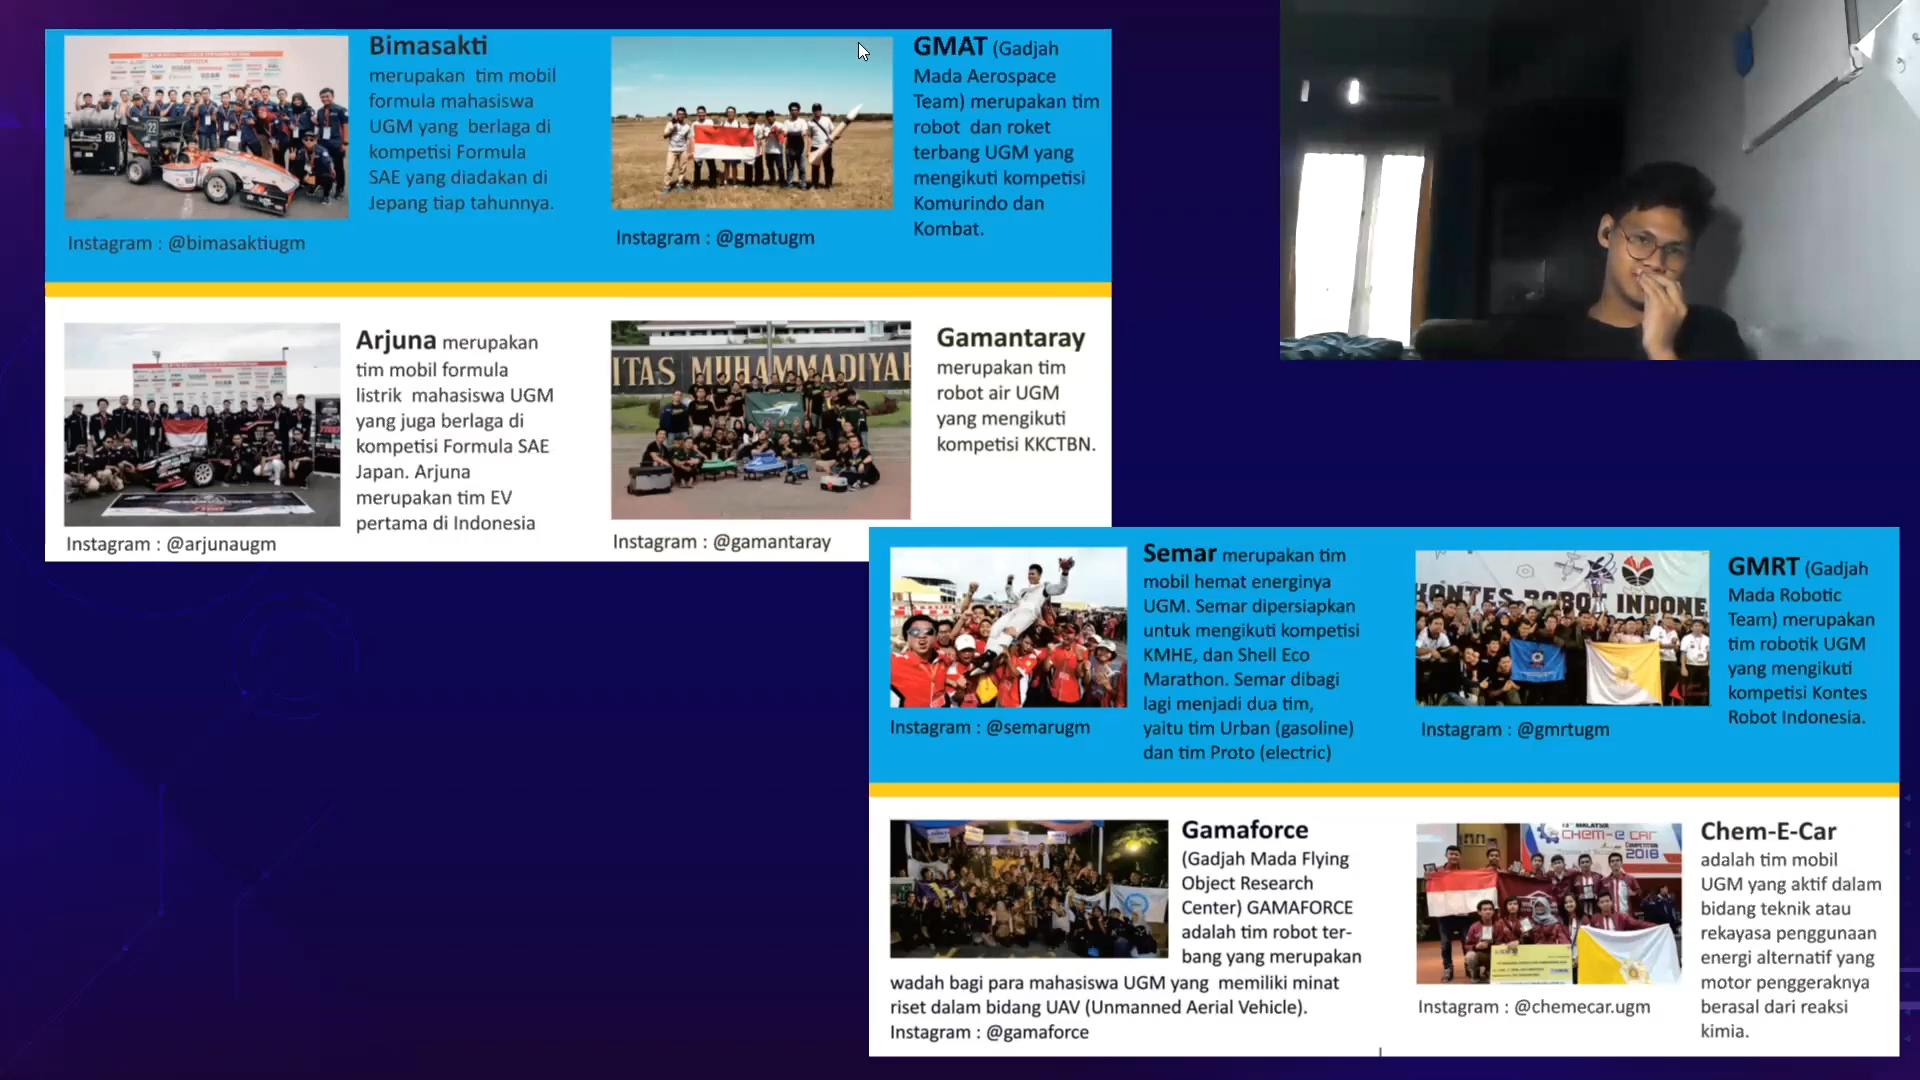 Bimasakti
merupakan tim mobil
formula mahasiswa
UGM yang berlaga di
kompetisi Formula
SAE yang diadakan di
Jepang tiap tahunnya.
Instagram : @bimasaktiugm
GMAT (Gadjah
Mada Aerospace
Team) merupakan tim
robot dan roket
terbang UGM yang
mengikuti kompetisi
Komurindo dan
Kombat.
Instagram : @gmatugm
Arjuna merupakan
tim mobil formula
listrik mahasiswa UGM
yang juga berlaga di
kompetisi Formula SAE
Japan. Arjuna
merupakan tim EV
pertama di Indonesia
Instagram : @arjunaugm
ITAS MUHAMMADIYAH
Gamantaray
merupakan tim
robot air UGM
yang mengikuti
kompetisi KKCTBN.
Instagram : @gamantaray
Semar merupakan tim
mobil hemat energinya
UGM. Semar dipersiapkan
untuk mengikuti kompetisi
KMHE, dan Shell Eco
Marathon. Semar dibagi
lagi menjadi dua tim,
yaitu tim Urban (gasoline)
dan tim Proto (electric)
Instagram : @semarugm
KONTES ROBOT INDONE
GMRT (Gadjah
Mada Robotic
Team) merupakan
tim robotik UGM
yang mengikuti
kompetisi Kontes
Robot Indonesia.
Instagram : @gmrtugm
Gamaforce
(Gadjah Mada Flying
Object Research
Center) GAMAFORCE
adalah tim robot ter-
bang yang merupakan
wadah bagi para mahasiswa UGM yang memiliki minat
riset dalam bidang UAV (Unmanned Aerial Vehicle).
Instagram : @gamaforce
CHEM-E CAR
COMPETITION
2018
Chem-E-Car
adalah tim mobil
UGM yang aktif dalam
bidang teknik atau
rekayasa penggunaan
energi alternatif yang
motor penggeraknya
berasal dari reaksi
kimia.
Instagram : @chemecar.ugm